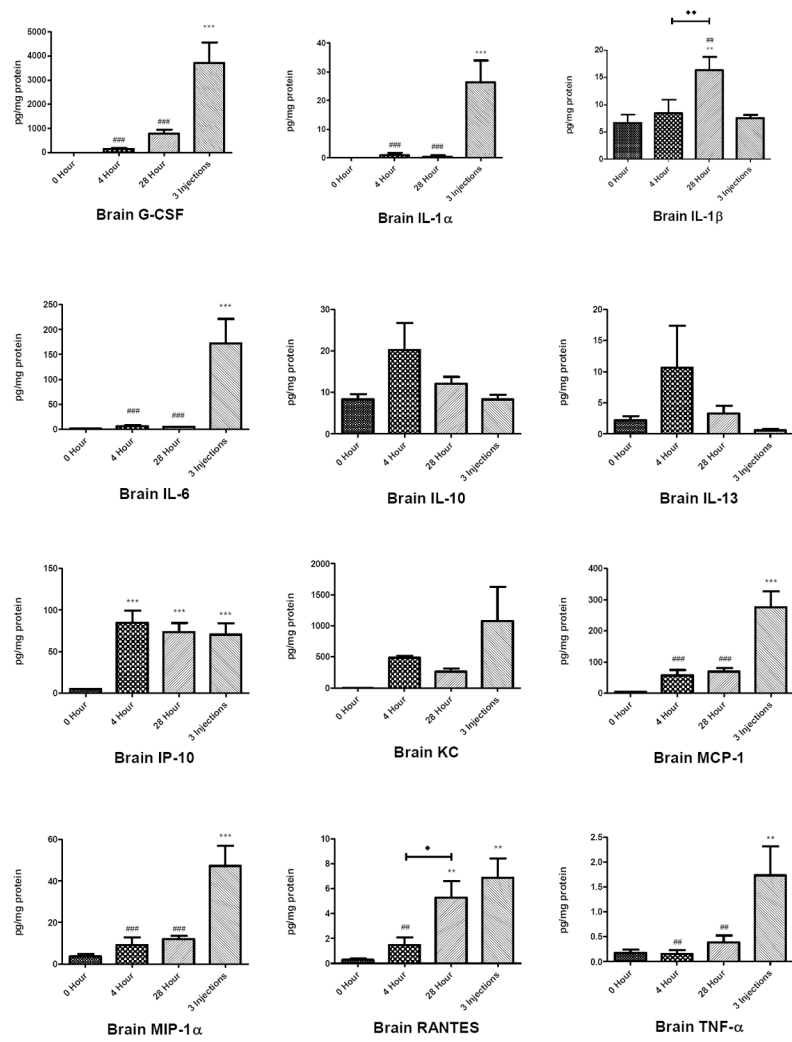 pg/mg protein
5000
4000
3000
2000
1000
0
###
###
***
0 Hour
4 Hour
28 Hour
3 Injections
Brain G-CSF
pg/mg protein
40
30
20
10
0
###
###
***
0 Hour
4 Hour
28 Hour
3 Injections
Brain IL-1α
pg/mg protein
20
15
10
5
0
◆◆
##
**
0 Hour
4 Hour
28 Hour
3 Injections
Brain IL-1β
pg/mg protein
250
200
150
100
50
0
###
###
***
0 Hour
4 Hour
28 Hour
3 Injections
Brain IL-6
pg/mg protein
30
20
10
0
0 Hour
4 Hour
28 Hour
3 Injections
Brain IL-10
pg/mg protein
20
15
10
5
0
0 Hour
4 Hour
28 Hour
3 Injections
Brain IL-13
pg/mg protein
150
100
50
0
***
***
***
0 Hour
4 Hour
28 Hour
3 Injections
Brain IP-10
pg/mg protein
2000
1500
1000
500
0
0 Hour
4 Hour
28 Hour
3 Injections
Brain KC
pg/mg protein
400
300
200
100
0
###
###
***
0 Hour
4 Hour
28 Hour
3 Injections
Brain MCP-1
pg/mg protein
60
40
20
0
###
###
***
0 Hour
4 Hour
28 Hour
3 Injections
Brain MIP-1α
pg/mg protein
10
8
6
4
2
0
◆
##
**
**
0 Hour
4 Hour
28 Hour
3 Injections
Brain RANTES
pg/mg protein
2.5
2.0
1.5
1.0
0.5
0.0
##
##
**
0 Hour
4 Hour
28 Hour
3 Injections
Brain TNF-α